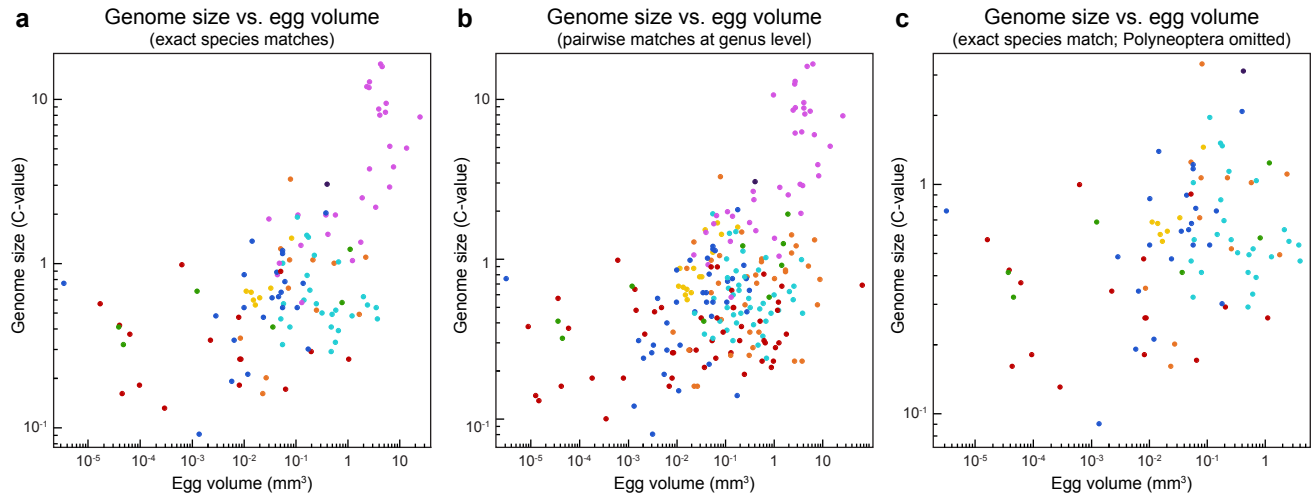 a
Genome size vs. egg volume
(exact species matches)
Genome size (C-value)
10
1
10-1
10-5
10-4
10-3
10-2
10-1
1
10
Egg volume (mm3)
b
Genome size vs. egg volume
(pairwise matches at genus level)
Genome size (C-value)
10
1
10-1
10-5
10-4
10-3
10-2
10-1
1
10
Egg volume (mm3)
c
Genome size vs. egg volume
(exact species match; Polyneoptera omitted)
Genome size (C-value)
1
10-1
10-5
10-4
10-3
10-2
10-1
1
Egg volume (mm3)